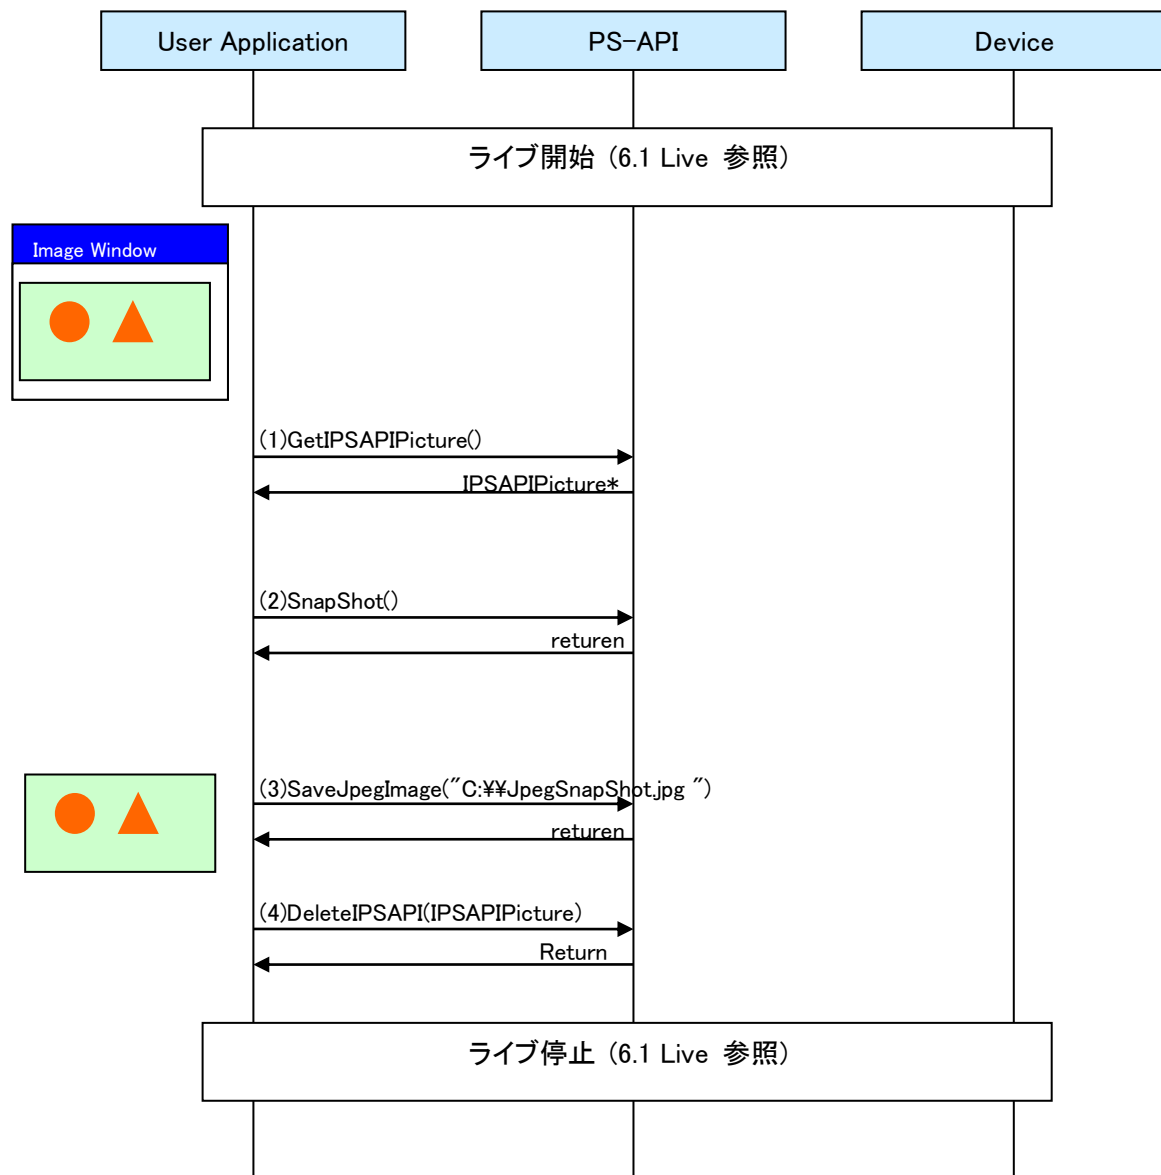 User Application
PS-API
Device
ライブ開始 (6.1 Live 参照)
Image Window
(1)GetIPSAPIPicture()
IPSAPIPicture*
(2)SnapShot()
returen
(3)SaveJpegImage("C:¥¥JpegSnapShot.jpg ")
returen
(4)DeleteIPSAPI(IPSAPIPicture)
Return
ライブ停止 (6.1 Live 参照)